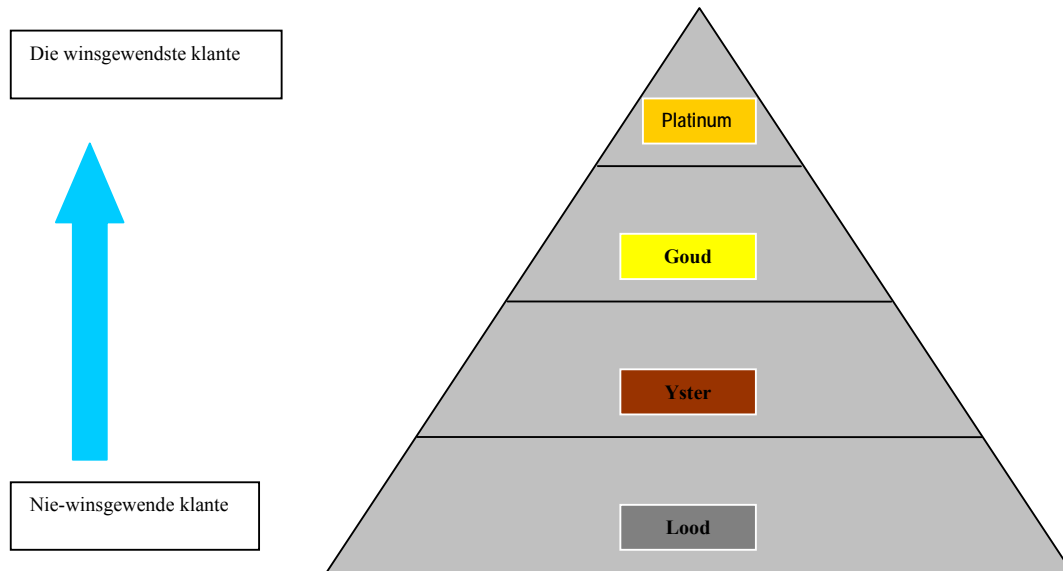 Die winsgewendste klante
Platinum
Goud
Yster
Nie-winsgewende klante
Lood